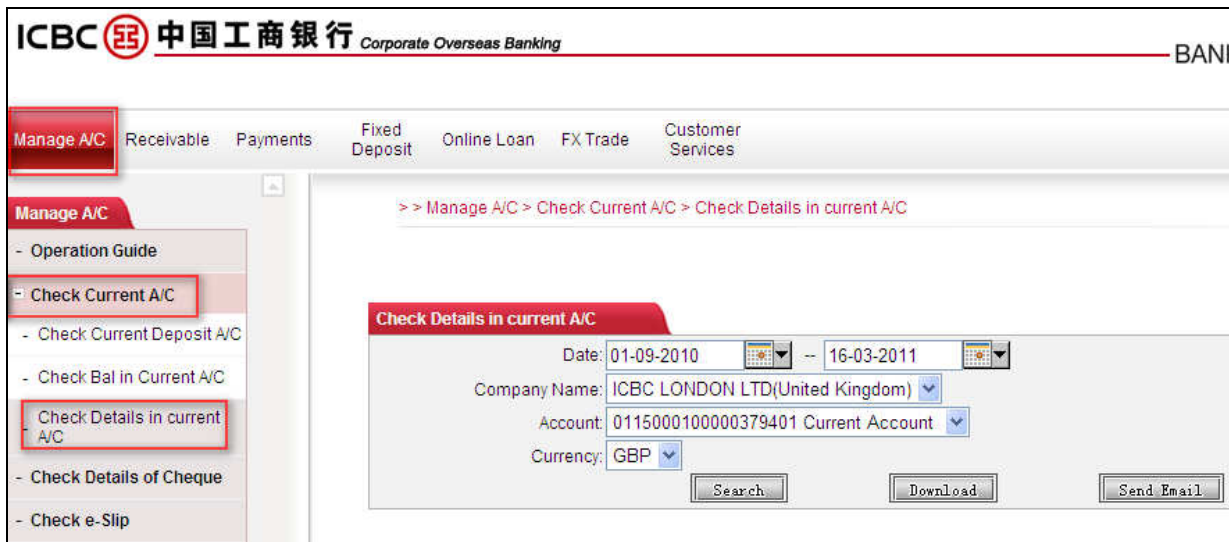 ICBC 中国工商银行 Corporate Overseas Banking
Manage A/C Receivable Payments Fixed Deposit Online Loan FX Trade Customer Services
Manage A/C
- Operation Guide
- Check Current A/C
- Check Current Deposit A/C
- Check Bal in Current A/C
- Check Details in current
A/C
- Check Details of Cheque
- Check e-Slip
> > Manage A/C > Check Current A/C > Check Details in current A/C
Check Details in current A/C
Date: 01-09-2010 -- 16-03-2011
Company Name: ICBC LONDON LTD(United Kingdom)
Account: 0115000100000379401 Current Account
Currency: GBP
Search Download Send Email